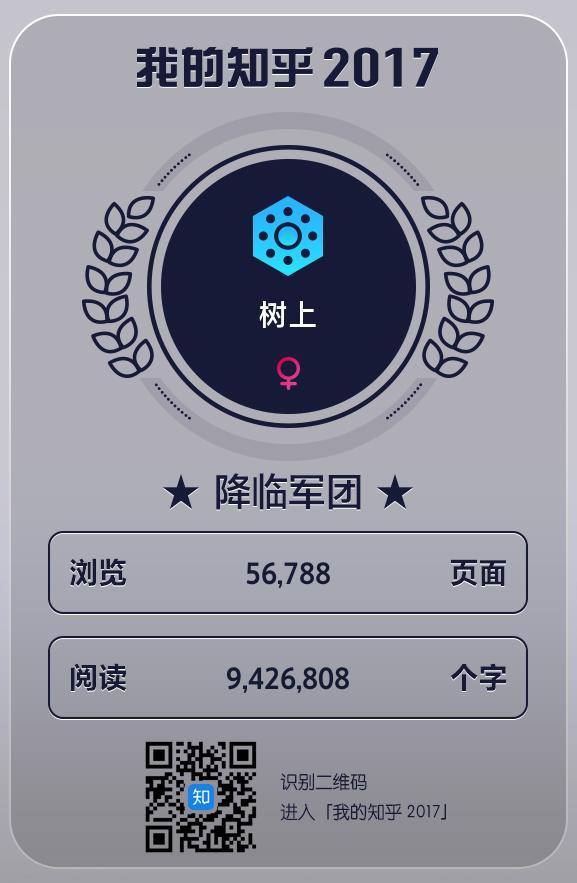 我的知乎 2017
树上
★ 降临军团 ★
浏览 56,788 页面
阅读 9,426,808 个字
知
识别二维码
进入「我的知乎 2017」